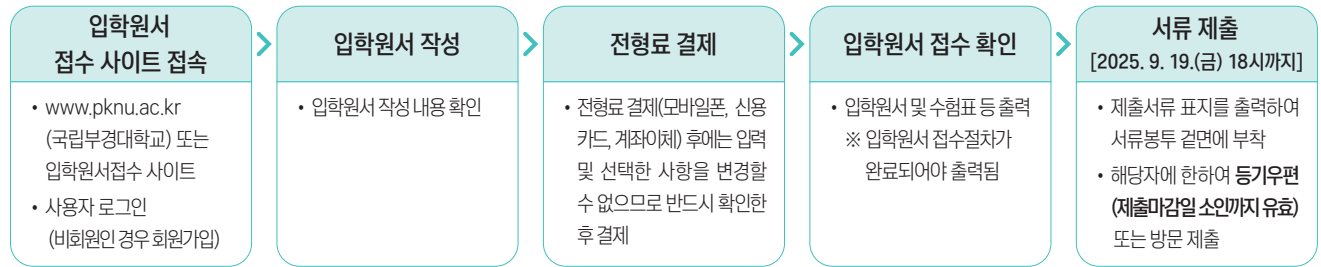 입학원서
접수 사이트 접속
• www.pknu.ac.kr
(국립부경대학교) 또는
입학원서접수 사이트
• 사용자 로그인
(비회원인 경우 회원가입)
입학원서 작성
• 입학원서 작성 내용 확인
전형료 결제
• 전형료 결제(모바일폰, 신용
카드, 계좌이체) 후에는 입력
및 선택한 사항을 변경할
수 없으므로 반드시 확인한
후 결제
입학원서 접수 확인
• 입학원서 및 수험표 등 출력
※ 입학원서 접수절차가
완료되어야 출력됨
서류 제출
[2025. 9. 19.(금) 18시까지]
• 제출서류 표지를 출력하여
서류봉투 겉면에 부착
• 해당자에 한하여 등기우편
(제출마감일 소인까지 유효)
또는 방문 제출